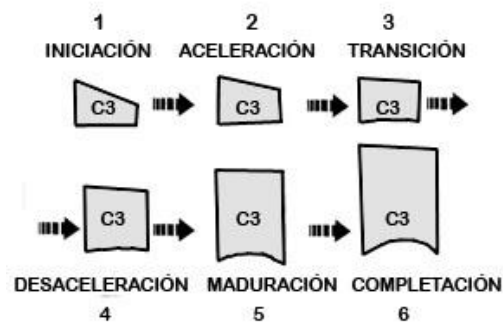 1 2 3
INICIACIÓN ACELERACIÓN TRANSICIÓN
C3 C3 C3
C3 C3 C3
DESACELERACIÓN MADURACIÓN COMPLETACIÓN
4 5 6